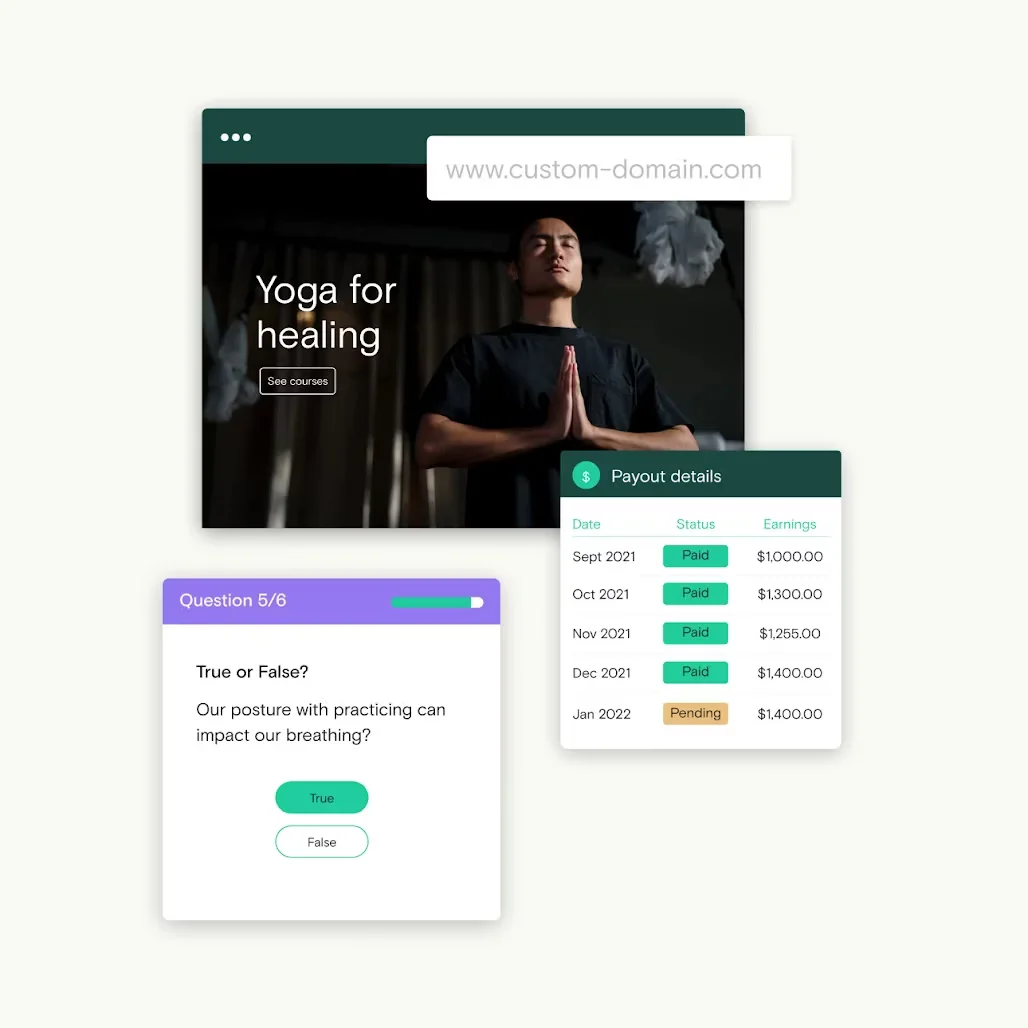 www.custom-domain.com
Yoga for
healing
See courses
$ Payout details
Date Status Earnings
Sept 2021 Paid $1,000.00
Oct 2021 Paid $1,300.00
Nov 2021 Paid $1,255.00
Dec 2021 Paid $1,400.00
Jan 2022 Pending $1,400.00
Question 5/6
True or False?
Our posture with practicing can
impact our breathing?
True
False